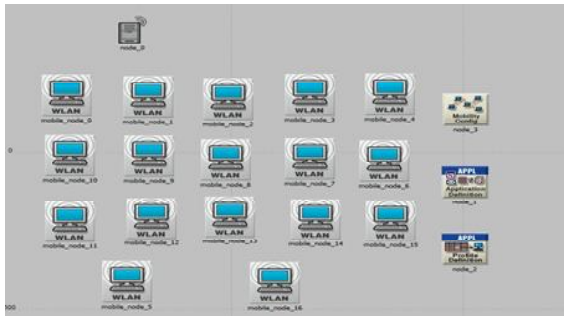 node_0
WLAN
mobile_node_0
WLAN
mobile_node_1
WLAN
mobile_node_2
WLAN
mobile_node_3
WLAN
mobile_node_4
Mobility
Config
node_3
0
WLAN
mobile_node_10
WLAN
mobile_node_9
WLAN
mobile_node_8
WLAN
mobile_node_7
WLAN
mobile_node_6
APPL
Application
Definition
node_1
WLAN
mobile_node_11
WLAN
mobile_node_12
WLAN
mobile_node_13
WLAN
mobile_node_14
WLAN
mobile_node_15
APPL
Profile
Definition
node_2
WLAN
mobile_node_5
WLAN
mobile_node_16